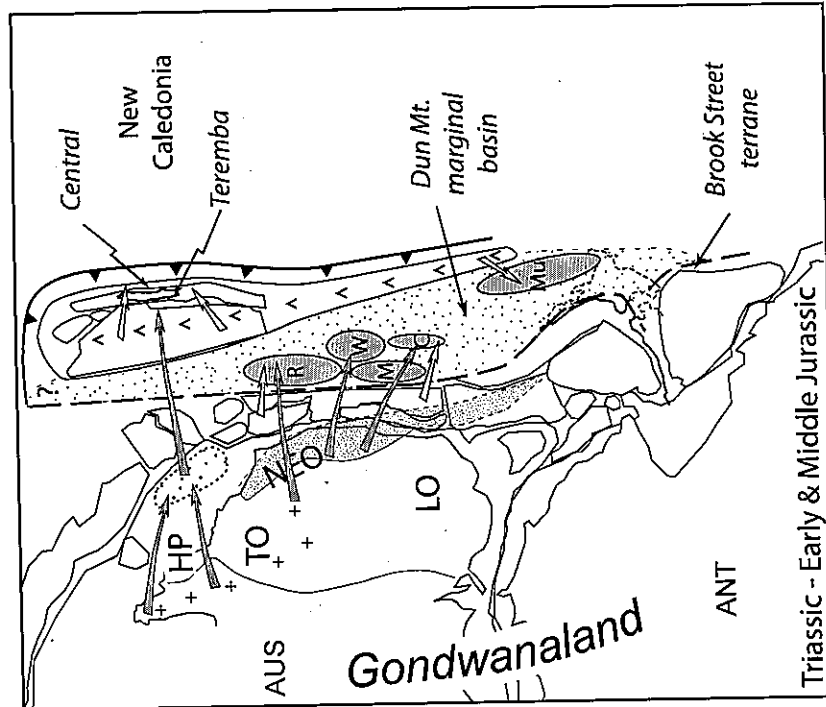 Central
New
Caledonia
Teremba
Dun Mt.
marginal
basin
Brook Street
terrane
?
R
W
M
Mu
HP
TO
NEO
LO
AUS
Gondwanaland
ANT
Triassic - Early & Middle Jurassic